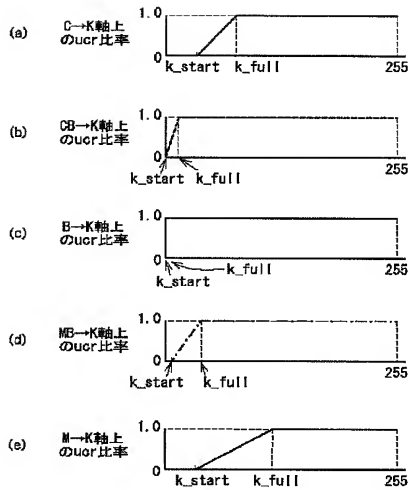 (a)
C→K軸上
のucr比率
1.0
0
k_start
k_full
255
(b)
CB→K軸上
のucr比率
1.0
0
k_start
k_full
255
(c)
B→K軸上
のucr比率
1.0
0
k_full
k_start
255
(d)
MB→K軸上
のucr比率
1.0
0
k_start
k_full
255
(e)
M→K軸上
のucr比率
1.0
0
k_start
k_full
255